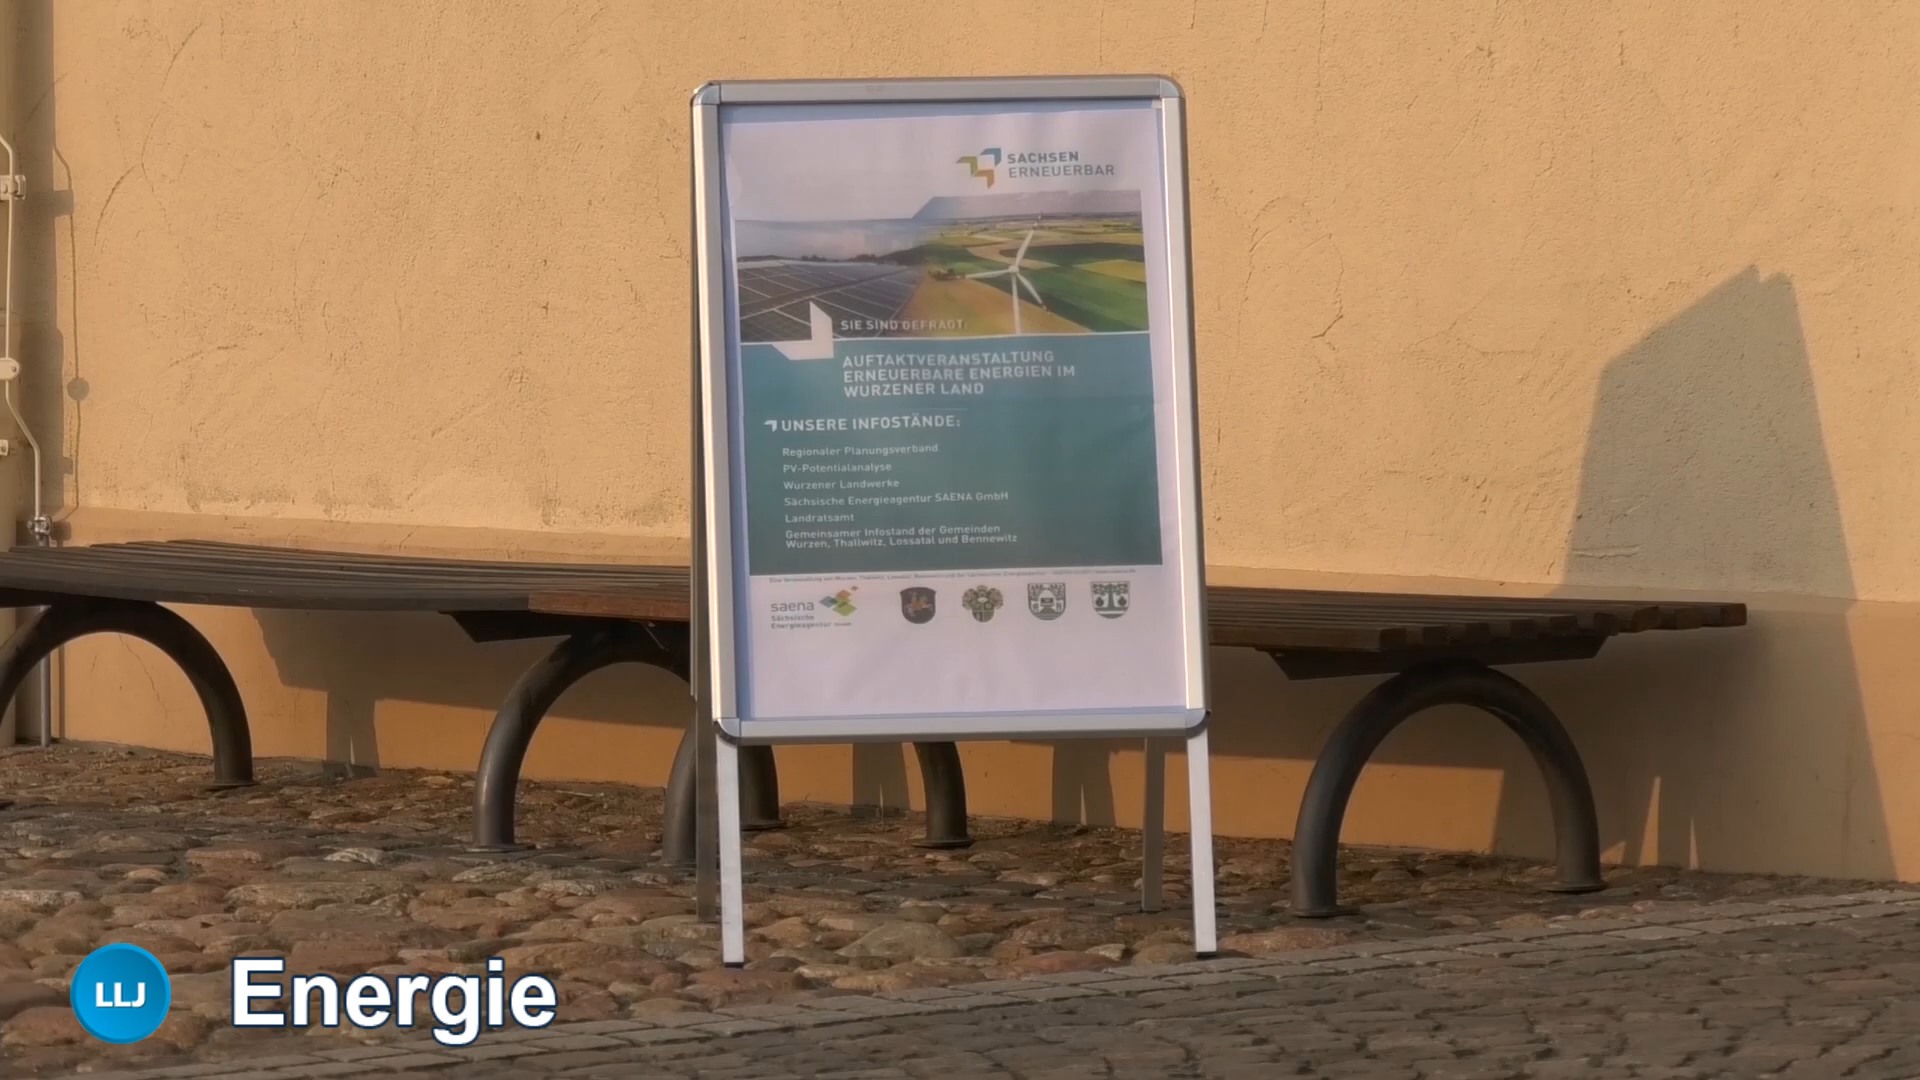 SACHSEN
ERNEUERBAR
SIE SIND GEFRAGT:
AUFTAKTVERANSTALTUNG
ERNEUERBARE ENERGIEN IM
WURZENER LAND
UNSERE INFOSTÄNDE:
Regionaler Planungsverband
PV-Potentialanalyse
Wurzener Landwerke
Sächsische Energieagentur SAENA GmbH
Landratsamt
Gemeinsamer Infostand der Gemeinden
Wurzen, Thallwitz, Lossatal und Bennewitz
saena
Sächsische
Energieagentur
LLJ
Energie